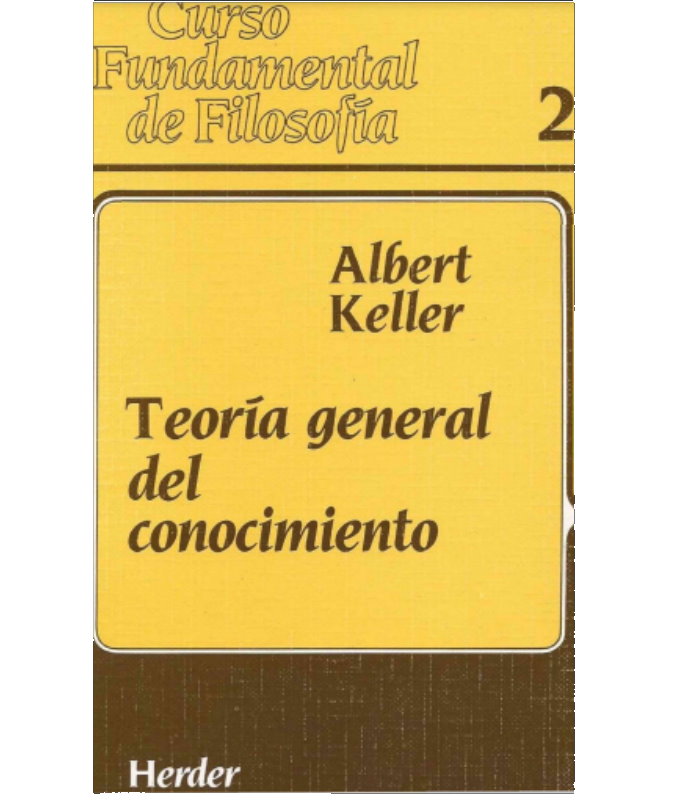 Curso
Fundamental
de Filosofía
2
Albert
Keller
Teoría general
del
conocimiento
Herder